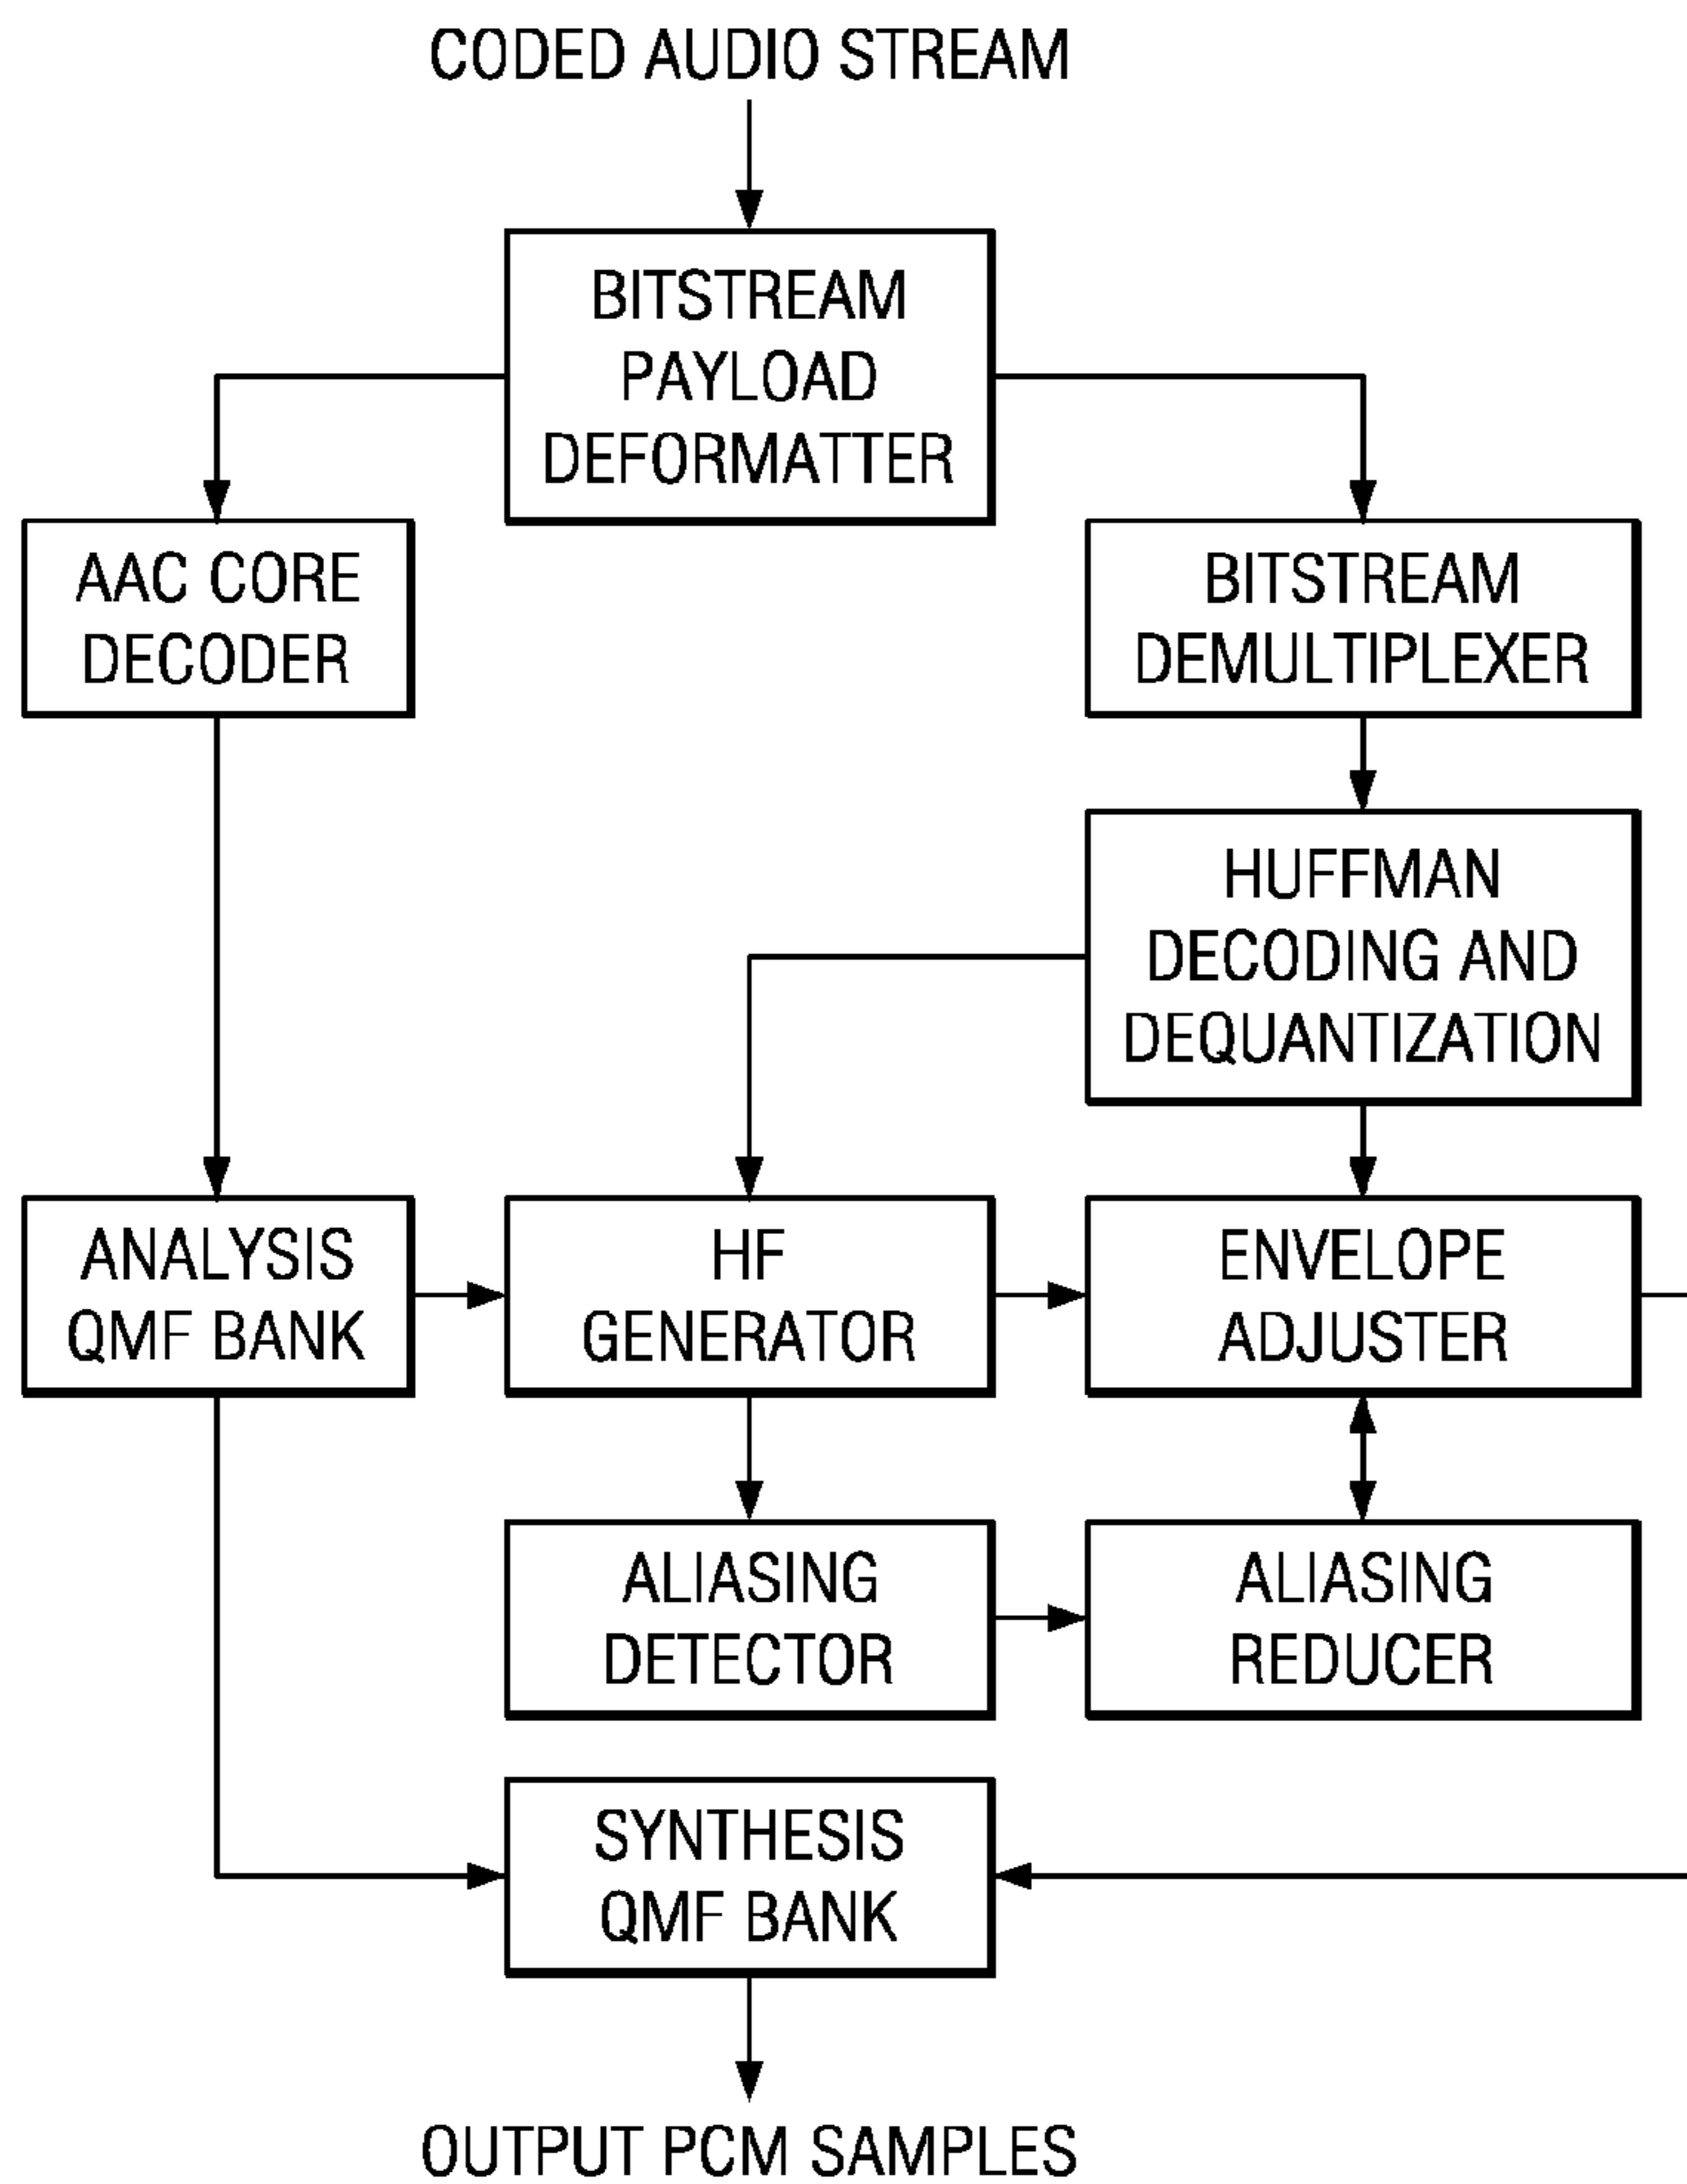 CODED AUDIO STREAM
BITSTREAM
PAYLOAD
DEFORMATTER
AAC CORE
DECODER
BITSTREAM
DEMULTIPLEXER
HUFFMAN
DECODING AND
DEQUANTIZATION
ANALYSIS
QMF BANK
HF
GENERATOR
ENVELOPE
ADJUSTER
ALIASING
DETECTOR
ALIASING
REDUCER
SYNTHESIS
QMF BANK
OUTPUT PCM SAMPLES